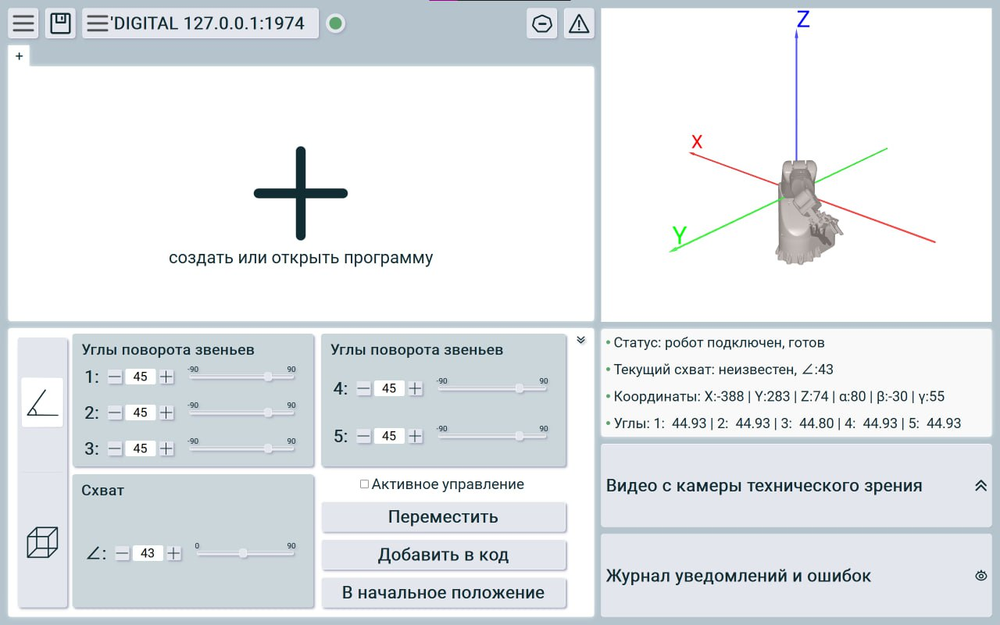 'DIGITAL 127.0.0.1:1974
+
создать или открыть программу
Z
X
Y
Углы поворота звеньев
1: 45 -90 90
2: 45 -90 90
3: 45 -90 90
Углы поворота звеньев
4: 45 -90 90
5: 45 -90 90
Схват
∠: 43 0 90
Активное управление
Переместить
Добавить в код
В начальное положение
• Статус: робот подключен, готов
• Текущий схват: неизвестен, ∠:43
• Координаты: X:-388 | Y:283 | Z:74 | α:80 | β:-30 | γ:55
• Углы: 1: 44.93 | 2: 44.93 | 3: 44.80 | 4: 44.93 | 5: 44.93
Видео с камеры технического зрения
Журнал уведомлений и ошибок